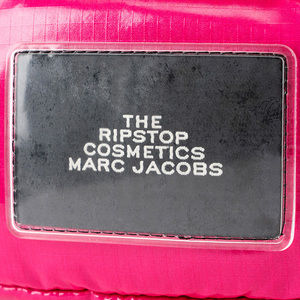 THE
RIPSTOP
COSMETICS
MARC JACOBS